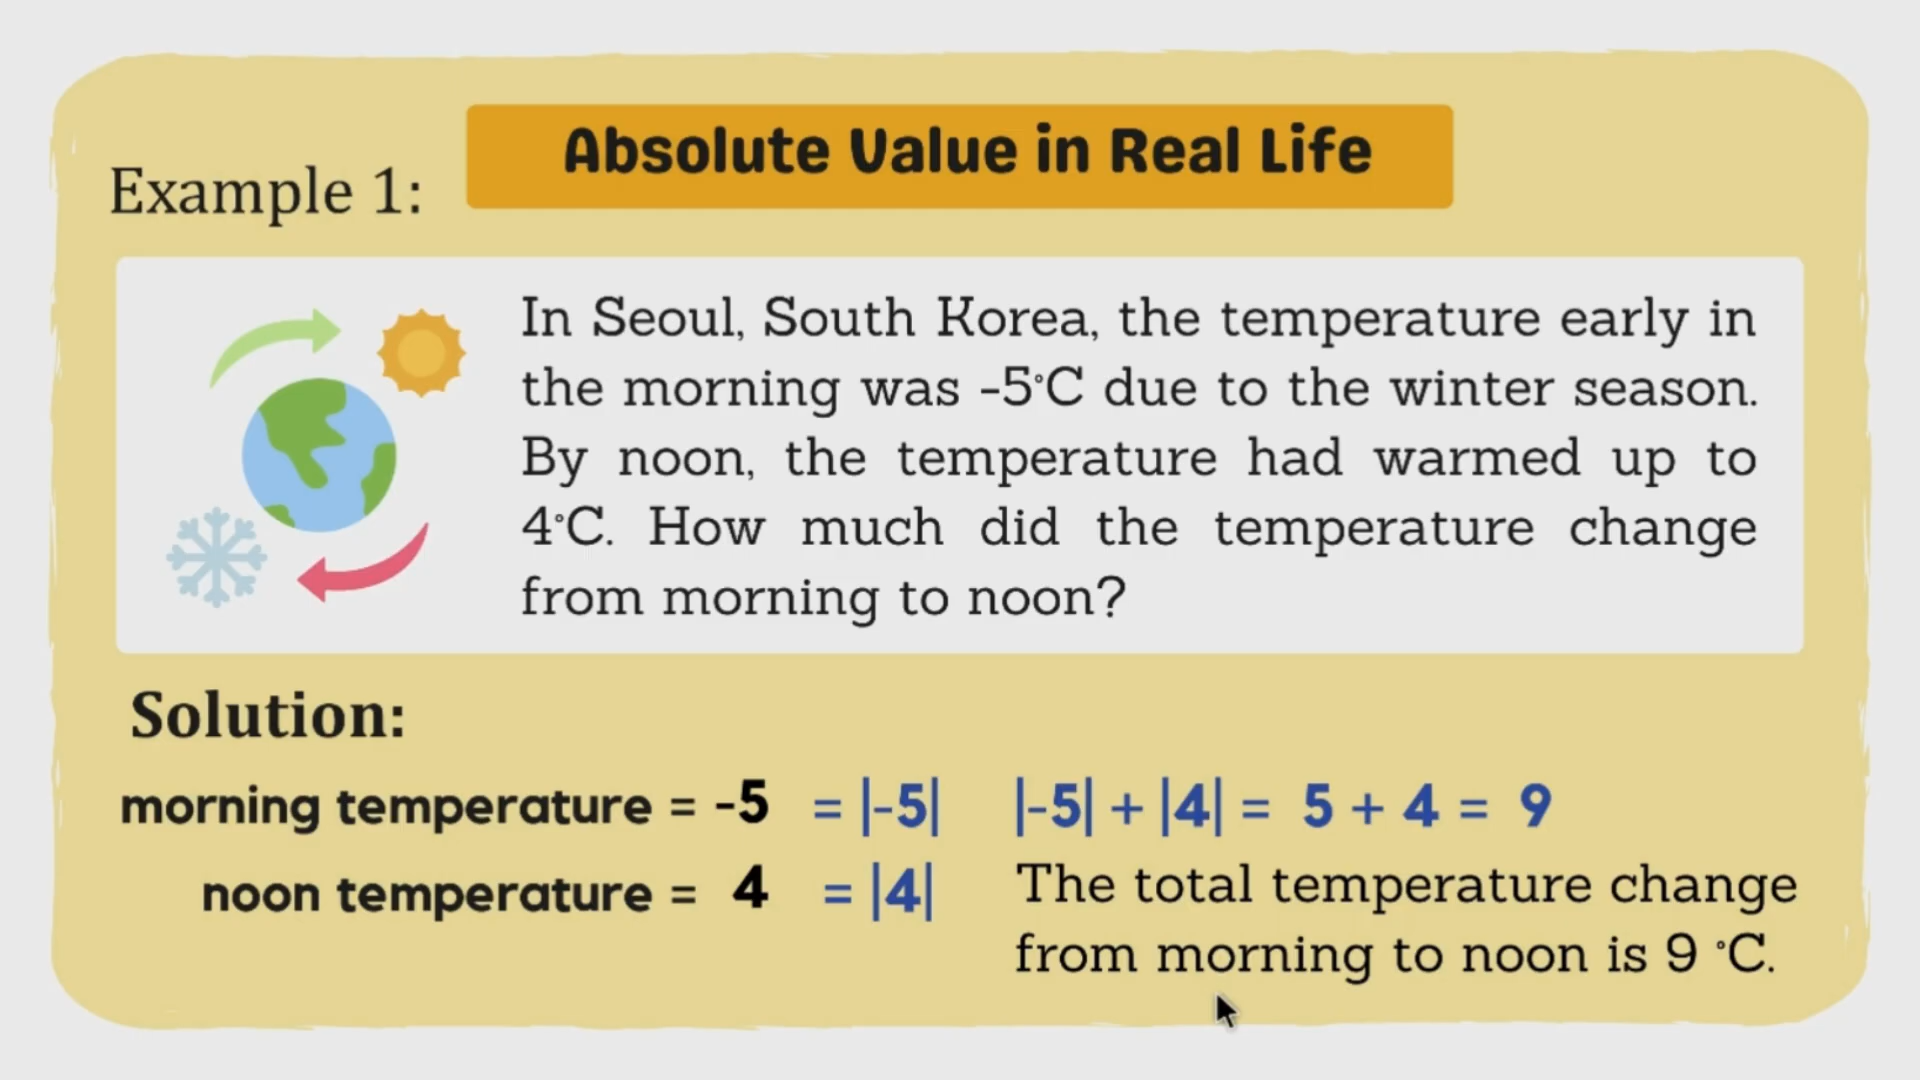 Absolute Value in Real Life
Example 1:
In Seoul, South Korea, the temperature early in
the morning was -5°C due to the winter season.
By noon, the temperature had warmed up to
4°C. How much did the temperature change
from morning to noon?
Solution:
morning temperature = -5 = |-5| |-5| + |4| = 5 + 4 = 9
noon temperature = 4 = |4|
The total temperature change
from morning to noon is 9 °C.